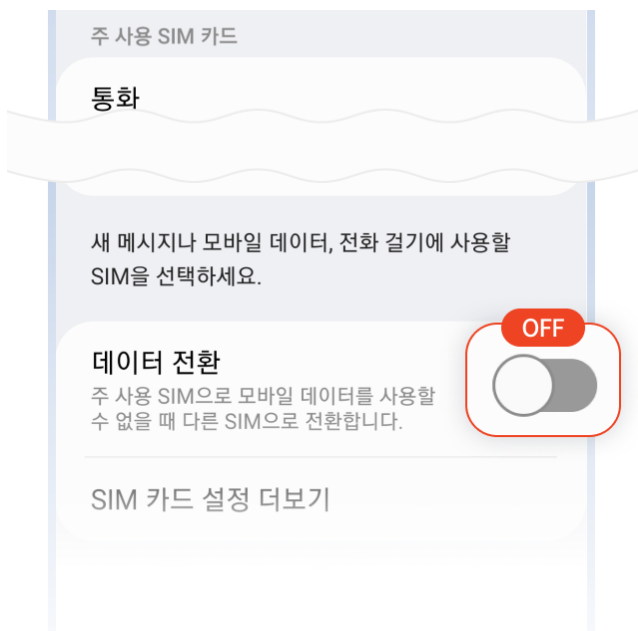 주 사용 SIM 카드
통화
새 메시지나 모바일 데이터, 전화 걸기에 사용할
SIM을 선택하세요.
OFF
데이터 전환
주 사용 SIM으로 모바일 데이터를 사용할
수 없을 때 다른 SIM으로 전환합니다.
SIM 카드 설정 더보기